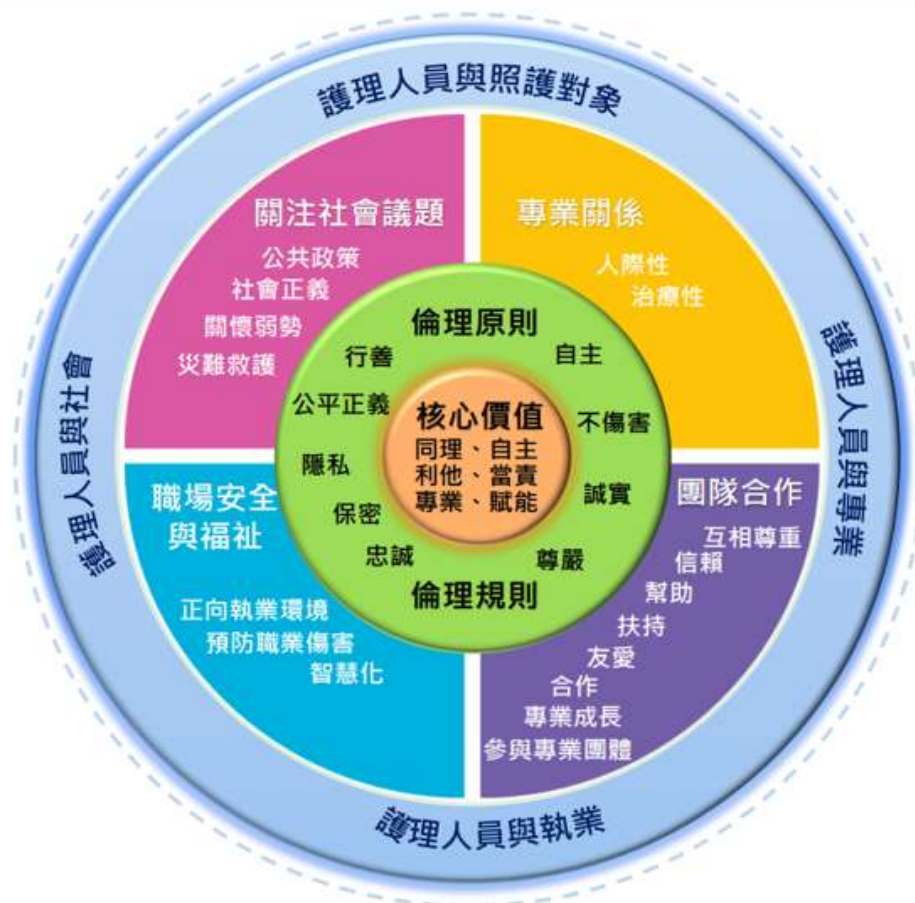 護理人員與照護對象
關注社會議題
公共政策
社會正義
關懷弱勢
災難救護
專業關係
人際性
治療性
護理人員與社會
護理人員與專業
倫理原則
行善
自主
公平正義
不傷害
隱私
誠實
保密
忠誠
尊嚴
倫理規則
核心價值
同理、自主
利他、當責
專業、賦能
職場安全
與福祉
正向執業環境
預防職業傷害
智慧化
團隊合作
互相尊重
信賴
幫助
扶持
友愛
合作
專業成長
參與專業團體
護理人員與執業